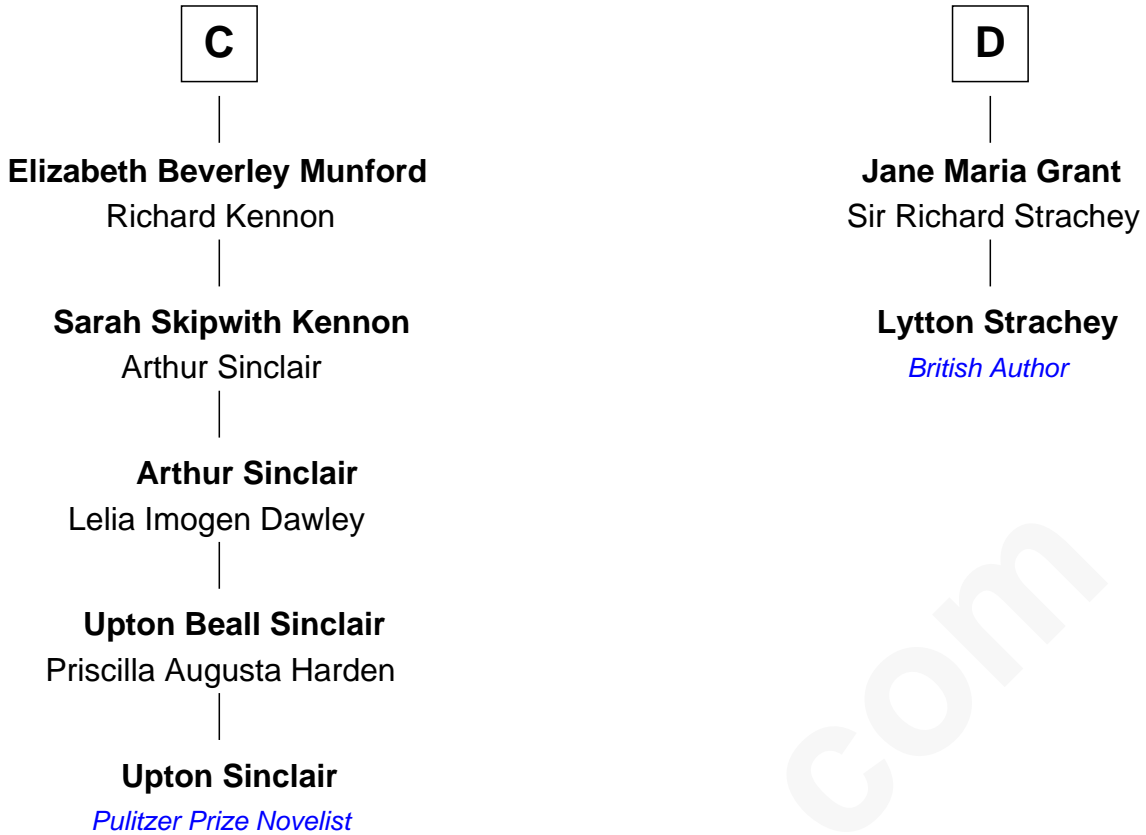 C
Elizabeth Beverley Munford
Richard Kennon
Sarah Skipwith Kennon
Arthur Sinclair
Arthur Sinclair
Lelia Imogen Dawley
Upton Beall Sinclair
Priscilla Augusta Harden
Upton Sinclair
Pulitzer Prize Novelist
D
Jane Maria Grant
Sir Richard Strachey
Lytton Strachey
British Author
com